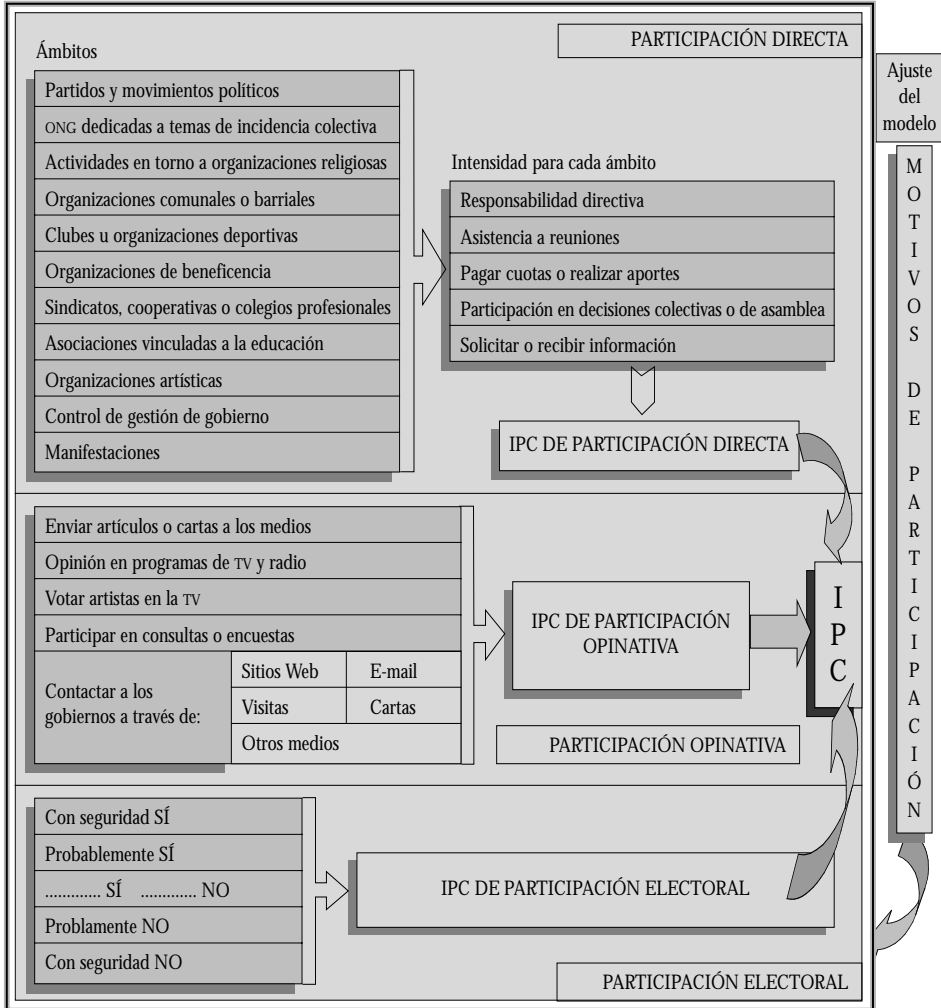 PARTICIPACIÓN DIRECTA
Ámbitos
Partidos y movimientos políticos
ONG dedicadas a temas de incidencia colectiva
Actividades en torno a organizaciones religiosas
Organizaciones comunales o barriales
Clubes u organizaciones deportivas
Organizaciones de beneficencia
Sindicatos, cooperativas o colegios profesionales
Asociaciones vinculadas a la educación
Organizaciones artísticas
Control de gestión de gobierno
Manifestaciones
Intensidad para cada ámbito
Responsabilidad directiva
Asistencia a reuniones
Pagar cuotas o realizar aportes
Participación en decisiones colectivas o de asamblea
Solicitar o recibir información
IPC DE PARTICIPACIÓN DIRECTA
Enviar artículos o cartas a los medios
Opinión en programas de TV y radio
Votar artistas en la TV
Participar en consultas o encuestas
Contactar a los
gobiernos a través de:
Sitios Web
E-mail
Visitas
Cartas
Otros medios
IPC DE PARTICIPACIÓN
OPINATIVA
PARTICIPACIÓN OPINATIVA
I
P
C
Con seguridad SÍ
Probablemente SÍ
............. SÍ ............. NO
Problamente NO
Con seguridad NO
IPC DE PARTICIPACIÓN ELECTORAL
PARTICIPACIÓN ELECTORAL
Ajuste
del
modelo
M
O
T
I
V
O
S
D
E
P
A
R
T
I
C
I
P
A
C
I
Ó
N